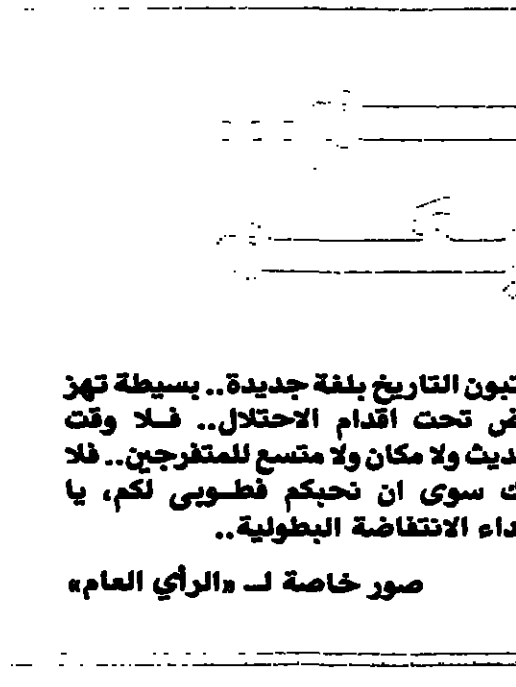 تبون التاريخ بلغة جديدة.. بسيطة تهز
ض تحت اقدام الاحتلال.. فلا وقت
ديث ولا مكان ولا متسع للمتفرجين.. فلا
ك سوى ان نحبكم فطوبى لكم، يا
داء الانتفاضة البطولية..
صور خاصة لـ «الرأي العام»